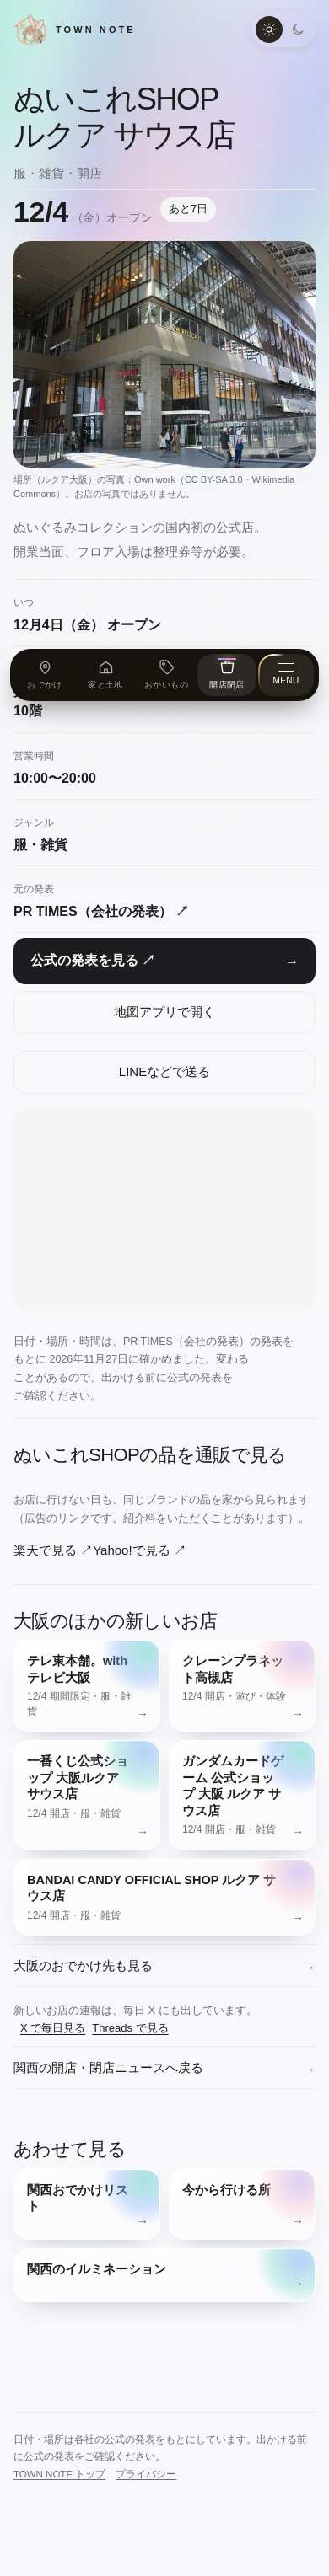 TOWN NOTE
ぬいこれSHOP
ルクア サウス店
服・雑貨・開店
12/4 （金）オープン あと7日
場所（ルクア大阪）の写真：Own work（CC BY-SA 3.0・Wikimedia
Commons）。お店の写真ではありません。
ぬいぐるみコレクションの国内初の公式店。
開業当面、フロア入場は整理券等が必要。
いつ
12月4日（金） オープン
おでかけ 家と土地 おかいもの 開店閉店 MENU
10階
営業時間
10:00〜20:00
ジャンル
服・雑貨
元の発表
PR TIMES（会社の発表） ↗
公式の発表を見る ↗ →
地図アプリで開く
LINEなどで送る
日付・場所・時間は、PR TIMES（会社の発表）の発表を
もとに 2026年11月27日に確かめました。変わる
ことがあるので、出かける前に公式の発表を
ご確認ください。
ぬいこれSHOPの品を通販で見る
お店に行けない日も、同じブランドの品を家から見られます
（広告のリンクです。紹介料をいただくことがあります）。
楽天で見る ↗Yahoo!で見る ↗
大阪のほかの新しいお店
テレ東本舗。with
テレビ大阪
12/4 期間限定・服・雑
貨 →
クレーンプラネッ
ト高槻店
12/4 開店・遊び・体験
→
一番くじ公式ショ
ップ 大阪ルクア
サウス店
12/4 開店・服・雑貨
→
ガンダムカードゲ
ーム 公式ショッ
プ 大阪 ルクア サ
ウス店
12/4 開店・服・雑貨 →
BANDAI CANDY OFFICIAL SHOP ルクア サ
ウス店
12/4 開店・服・雑貨 →
大阪のおでかけ先も見る →
新しいお店の速報は、毎日 X にも出しています。
X で毎日見る Threads で見る
関西の開店・閉店ニュースへ戻る →
あわせて見る
関西おでかけリス
ト →
今から行ける所
→
関西のイルミネーション
→
日付・場所は各社の公式の発表をもとにしています。出かける前
に公式の発表をご確認ください。
TOWN NOTE トップ プライバシー